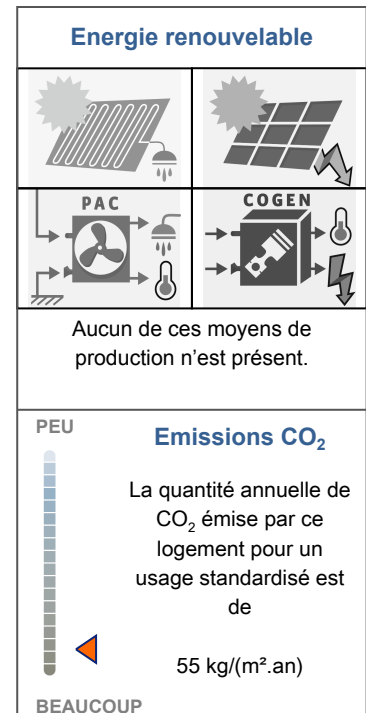 Energie renouvelable
PAC
COGEN
Aucun de ces moyens de
production n'est présent.
PEU
Emissions CO₂
La quantité annuelle de
CO₂ émise par ce
logement pour un
usage standardisé est
de
55 kg/(m².an)
BEAUCOUP